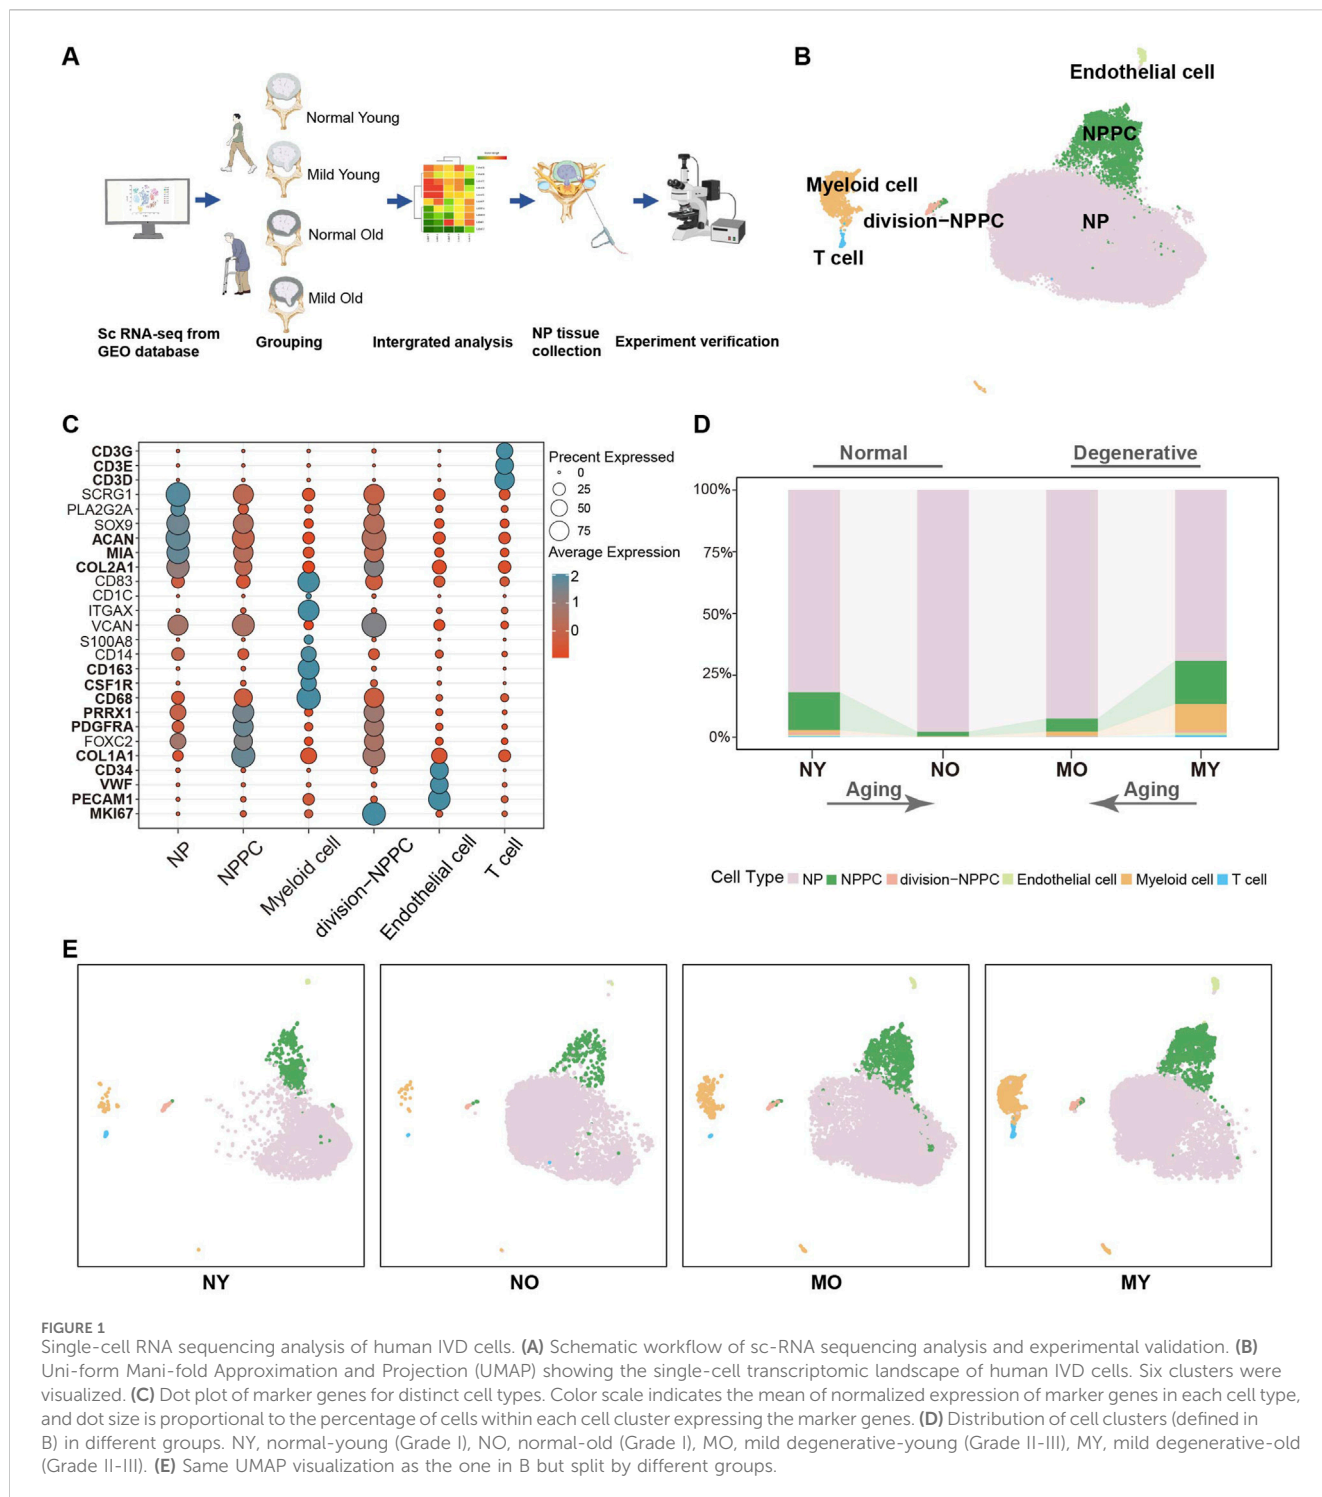 A
Normal Young
Mild Young
Normal Old
Mild Old
Sc RNA-seq from
GEO database
Grouping
Intergrated analysis
NP tissue
collection
Experiment verification
B
Endothelial cell
NPPC
Myeloid cell
division-NPPC
NP
T cell
C
CD3G
CD3E
CD3D
SCRG1
PLA2G2A
SOX9
ACAN
MIA
COL2A1
CD83
CD1C
ITGAX
VCAN
S100A8
CD14
CD163
CSF1R
CD68
PRRX1
PDGFRA
FOXC2
COL1A1
CD34
VWF
PECAM1
MKI67
NP
NPPC
Myeloid cell
division-NPPC
Endothelial cell
T cell
Precent Expressed
0
25
50
75
Average Expression
2
1
0
D
Normal
Degenerative
100%
75%
50%
25%
0%
NY
NO
MO
MY
Aging
Aging
Cell Type NP NPPC division-NPPC Endothelial cell Myeloid cell T cell
E
NY
NO
MO
MY
FIGURE 1
Single-cell RNA sequencing analysis of human IVD cells. (A) Schematic workflow of sc-RNA sequencing analysis and experimental validation. (B)
Uni-form Mani-fold Approximation and Projection (UMAP) showing the single-cell transcriptomic landscape of human IVD cells. Six clusters were
visualized. (C) Dot plot of marker genes for distinct cell types. Color scale indicates the mean of normalized expression of marker genes in each cell type,
and dot size is proportional to the percentage of cells within each cell cluster expressing the marker genes. (D) Distribution of cell clusters (defined in
B) in different groups. NY, normal-young (Grade I), NO, normal-old (Grade I), MO, mild degenerative-young (Grade II-III), MY, mild degenerative-old
(Grade II-III). (E) Same UMAP visualization as the one in B but split by different groups.